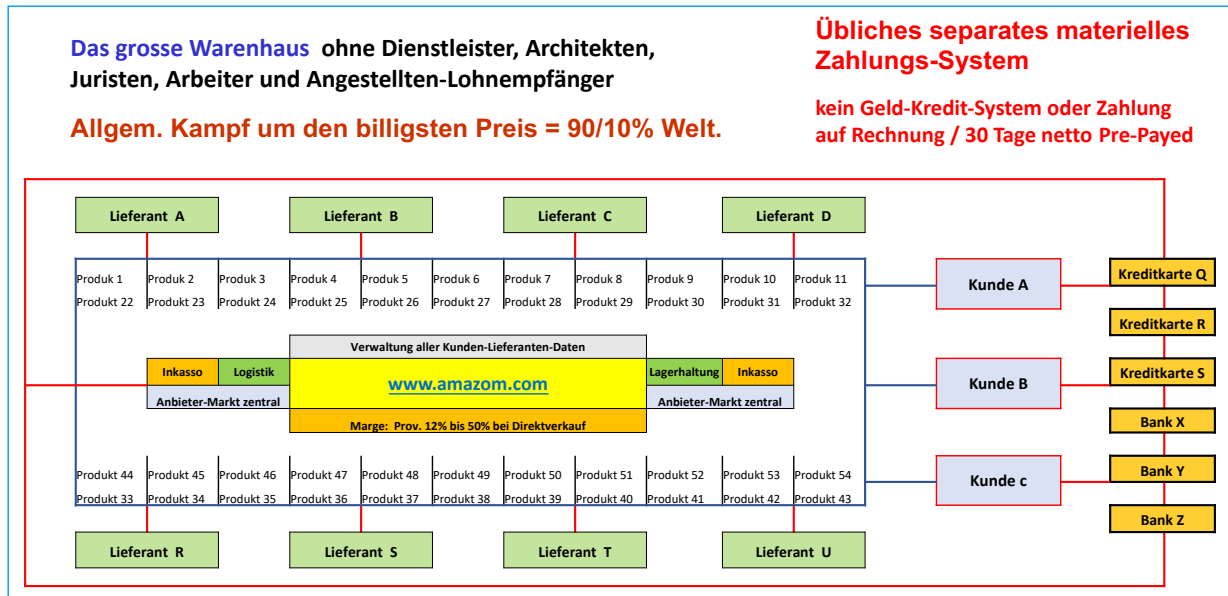 Das grosse Warenhaus ohne Dienstleister, Architekten,
Juristen, Arbeiter und Angestellten-Lohnempfänger
Allgem. Kampf um den billigsten Preis = 90/10% Welt.
Übliches separates materielles
Zahlungs-System
kein Geld-Kredit-System oder Zahlung
auf Rechnung / 30 Tage netto Pre-Payed
Lieferant A Lieferant B Lieferant C Lieferant D
Produk 1 Produk 2 Produk 3 Produk 4 Produk 5 Produk 6 Produk 7 Produk 8 Produk 9 Produk 10 Produk 11
Produkt 22 Produkt 23 Produkt 24 Produkt 25 Produkt 26 Produkt 27 Produkt 28 Produkt 29 Produkt 30 Produkt 31 Produkt 32
Verwaltung aller Kunden-Lieferanten-Daten
Inkasso Logistik www.amazom.com Lagerhaltung Inkasso
Anbieter-Markt zentral Anbieter-Markt zentral
Marge: Prov. 12% bis 50% bei Direktverkauf
Produkt 44 Produkt 45 Produkt 46 Produkt 47 Produkt 48 Produkt 49 Produkt 50 Produkt 51 Produkt 52 Produkt 53 Produkt 54
Produkt 33 Produkt 34 Produkt 35 Produkt 36 Produkt 37 Produkt 38 Produkt 39 Produkt 40 Produkt 41 Produkt 42 Produkt 43
Lieferant R Lieferant S Lieferant T Lieferant U
Kunde A
Kunde B
Kunde c
Kreditkarte Q
Kreditkarte R
Kreditkarte S
Bank X
Bank Y
Bank Z